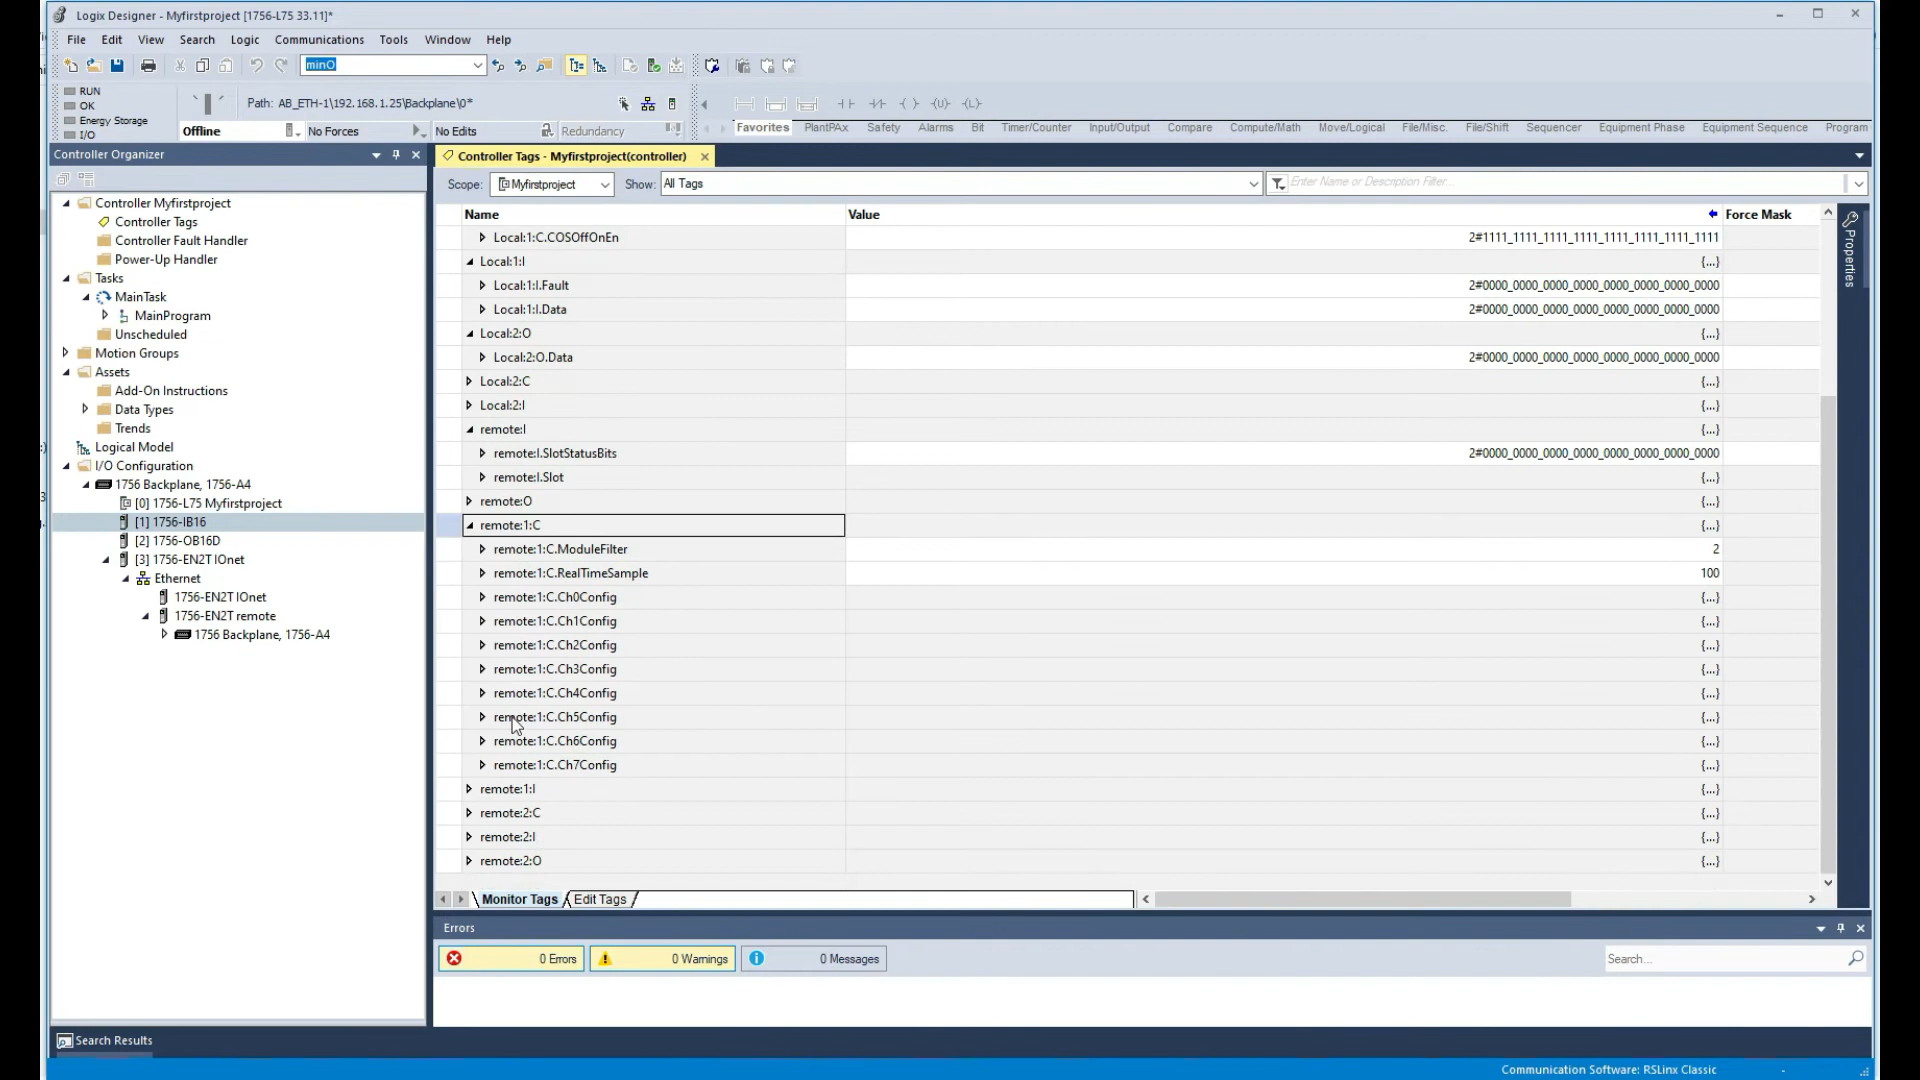 Logix Designer - Myfirstproject [1756-L75 33.11]*
File Edit View Search Logic Communications Tools Window Help
minO
RUN
OK
Energy Storage
I/O
Path: AB_ETH-1\192.168.1.25\Backplane\0*
Offline No Forces No Edits Redundancy
Favorites PlantPAx Safety Alarms Bit Timer/Counter Input/Output Compare Compute/Math Move/Logical File/Misc. File/Shift Sequencer Equipment Phase Equipment Sequence Program
Controller Organizer
Controller Myfirstproject
Controller Tags
Controller Fault Handler
Power-Up Handler
Tasks
MainTask
MainProgram
Unscheduled
Motion Groups
Assets
Add-On Instructions
Data Types
Trends
Logical Model
I/O Configuration
1756 Backplane, 1756-A4
[0] 1756-L75 Myfirstproject
[1] 1756-IB16
[2] 1756-OB16D
[3] 1756-EN2T IOnet
Ethernet
1756-EN2T IOnet
1756-EN2T remote
1756 Backplane, 1756-A4
Controller Tags - Myfirstproject(controller)
Scope: Myfirstproject Show: All Tags Enter Name or Description Filter...
Name Value Force Mask
Local:1:C.COSOffOnEn 2#1111_1111_1111_1111_1111_1111_1111_1111
Local:1:I {...}
Local:1:I.Fault 2#0000_0000_0000_0000_0000_0000_0000_0000
Local:1:I.Data 2#0000_0000_0000_0000_0000_0000_0000_0000
Local:2:O {...}
Local:2:O.Data 2#0000_0000_0000_0000_0000_0000_0000_0000
Local:2:C {...}
Local:2:I {...}
remote:I {...}
remote:I.SlotStatusBits 2#0000_0000_0000_0000_0000_0000_0000_0000
remote:I.Slot {...}
remote:O {...}
remote:1:C {...}
remote:1:C.ModuleFilter 2
remote:1:C.RealTimeSample 100
remote:1:C.Ch0Config {...}
remote:1:C.Ch1Config {...}
remote:1:C.Ch2Config {...}
remote:1:C.Ch3Config {...}
remote:1:C.Ch4Config {...}
remote:1:C.Ch5Config {...}
remote:1:C.Ch6Config {...}
remote:1:C.Ch7Config {...}
remote:1:I {...}
remote:2:C {...}
remote:2:I {...}
remote:2:O {...}
Properties
Monitor Tags Edit Tags
Errors
0 Errors 0 Warnings 0 Messages Search...
Search Results
Communication Software: RSLinx Classic